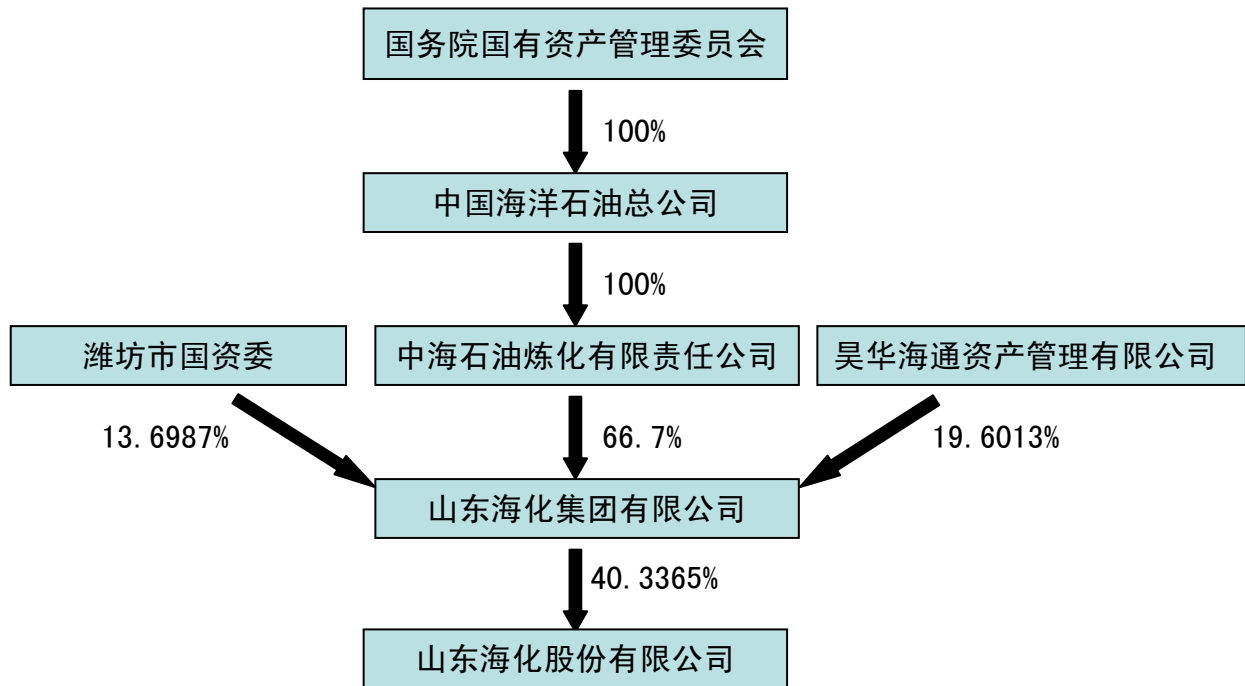 国务院国有资产管理委员会
100%
中国海洋石油总公司
100%
潍坊市国资委
中海石油炼化有限责任公司
昊华海通资产管理有限公司
13.6987%
66.7%
19.6013%
山东海化集团有限公司
40.3365%
山东海化股份有限公司